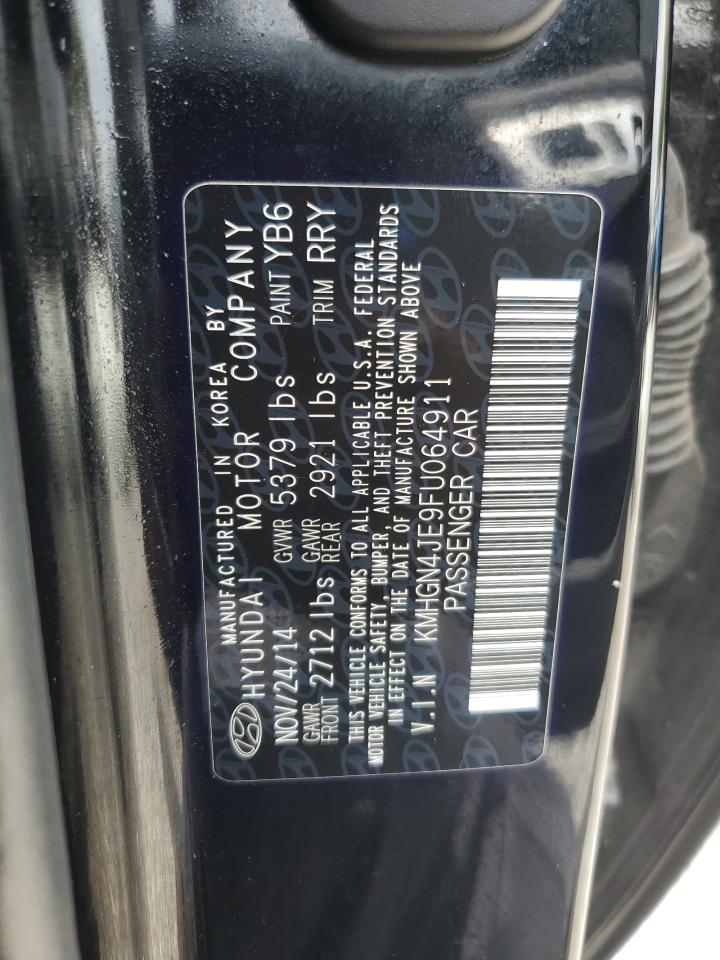 MANUFACTURED IN KOREA BY
HYUNDAI MOTOR COMPANY
NOV/24/14 GVWR 5379 lbs PAINT YB6
GAWR FRONT 2712 lbs GAWR REAR 2921 lbs TRIM RRY
THIS VEHICLE CONFORMS TO ALL APPLICABLE U.S.A. FEDERAL
MOTOR VEHICLE SAFETY, BUMPER, AND THEFT PREVENTION STANDARDS
IN EFFECT ON THE DATE OF MANUFACTURE SHOWN ABOVE
V.I.N KMHGN4JE9FU064911
PASSENGER CAR